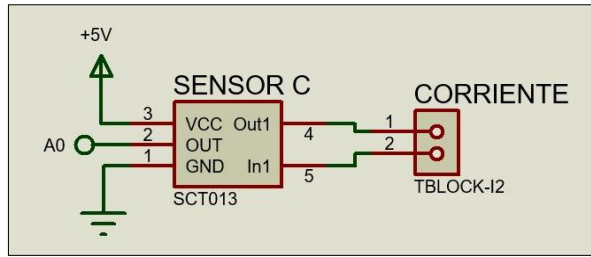 +5V
SENSOR C
CORRIENTE
3 VCC Out1 4
A0 2 OUT
1 GND In1 5
SCT013
1
2
TBLOCK-I2